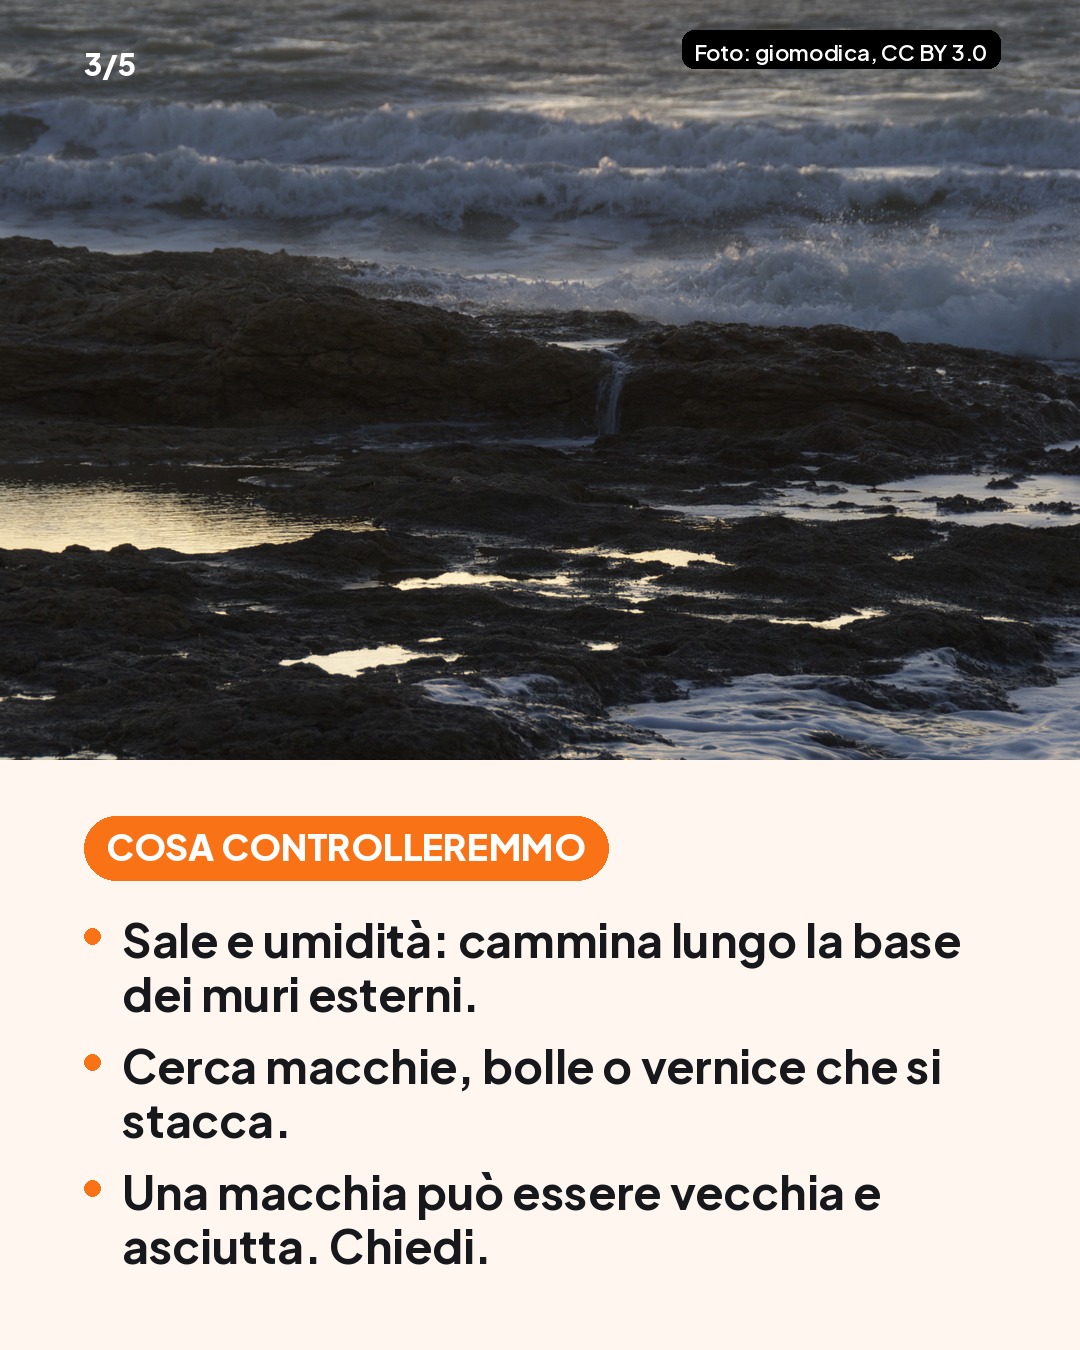 3/5
Foto: giomodica, CC BY 3.0
COSA CONTROLLEREMMO
Sale e umidità: cammina lungo la base
dei muri esterni.
Cerca macchie, bolle o vernice che si
stacca.
Una macchia può essere vecchia e
asciutta. Chiedi.